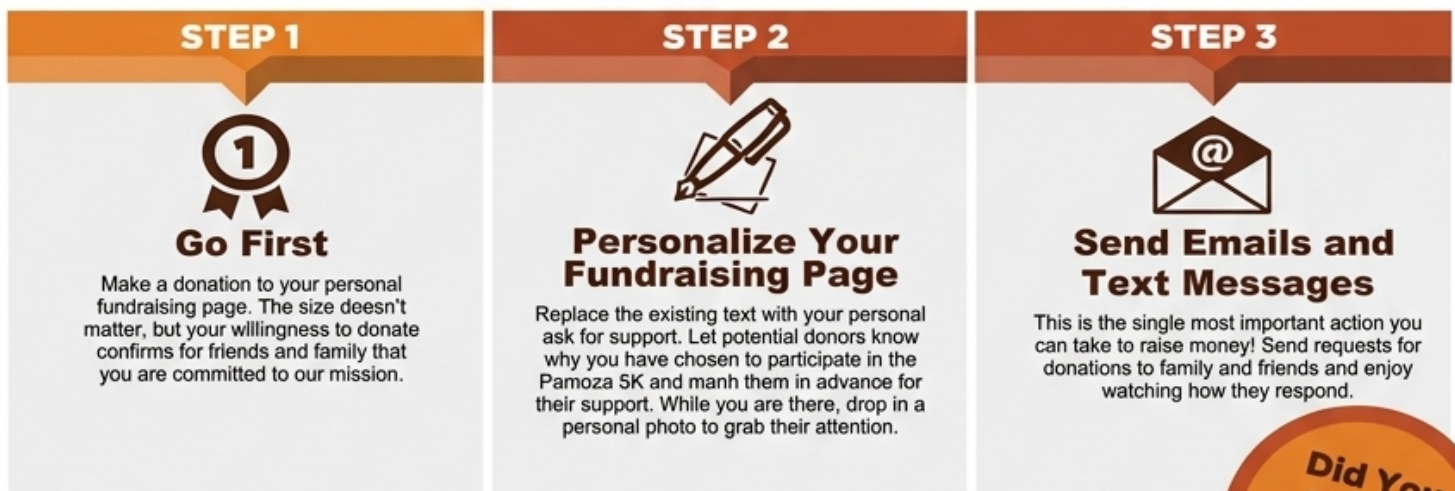 STEP 1
1
Go First
Make a donation to your personal
fundraising page. The size deesn't
matter, but your willingness to donate
confirms for friends and family that
you are committed to our mission.
STEP 2
Personalize Your
Fundraising Page
Replace the existing text with your personal
ask for support. Let potential donors know
why you have chosen to participate in the
Pamoza 5K and manh them in advance for
their support. While you are there, drop in a
personal photo to grab their attention.
STEP 3
@
Send Emails and
Text Messages
This is the single most important action you
can take to raise money! Send requests for
donations to family and friends and enjoy
watching how they respond.
Did You